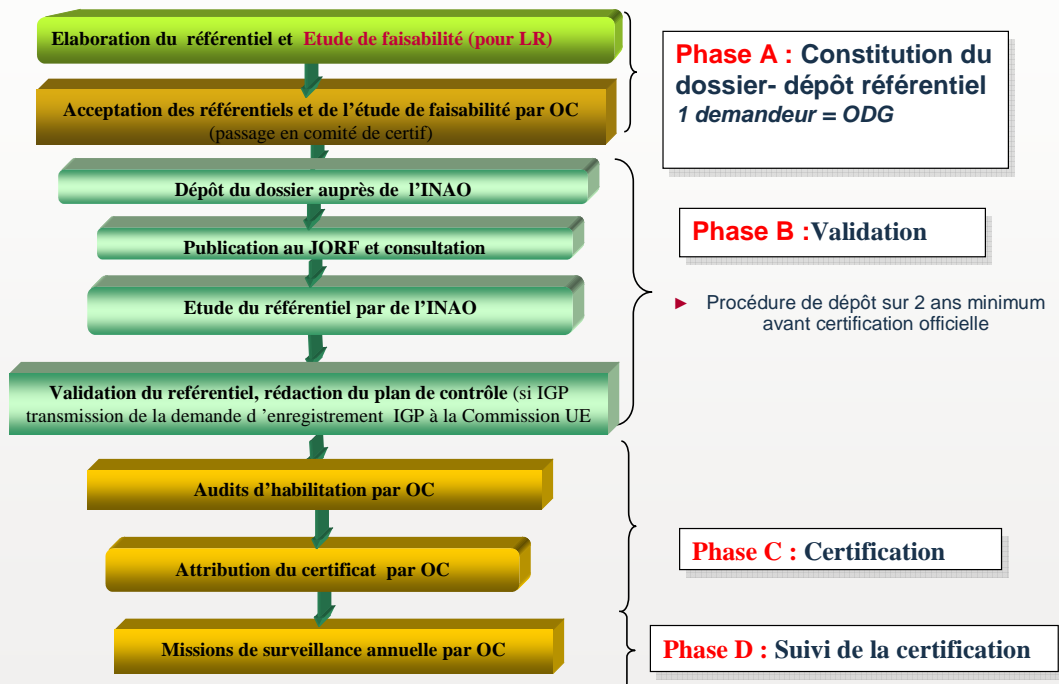 Elaboration du référentiel et Etude de faisabilité (pour LR)
Acceptation des référentiels et de l'étude de faisabilité par OC
(passage en comité de certif)
Phase A : Constitution du
dossier- dépôt référentiel
1 demandeur = ODG
Dépôt du dossier auprès de l'INAO
Publication au JORF et consultation
Etude du référentiel par de l'INAO
Validation du referentiel, rédaction du plan de contrôle (si IGP
transmission de la demande d 'enregistrement IGP à la Commission UE
Phase B :Validation
► Procédure de dépôt sur 2 ans minimum
avant certification officielle
Audits d'habilitation par OC
Attribution du certificat par OC
Phase C : Certification
Missions de surveillance annuelle par OC
Phase D : Suivi de la certification